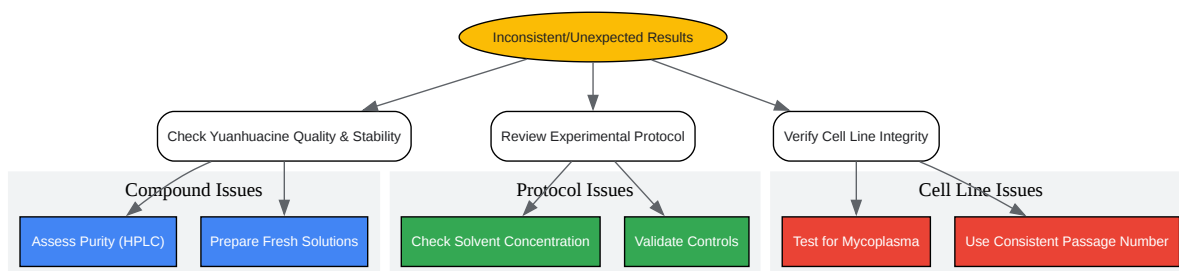 Inconsistent/Unexpected Results
Check Yuanhuacine Quality & Stability
Review Experimental Protocol
Verify Cell Line Integrity
Compound Issues
Protocol Issues
Cell Line Issues
Assess Purity (HPLC)
Prepare Fresh Solutions
Check Solvent Concentration
Validate Controls
Test for Mycoplasma
Use Consistent Passage Number